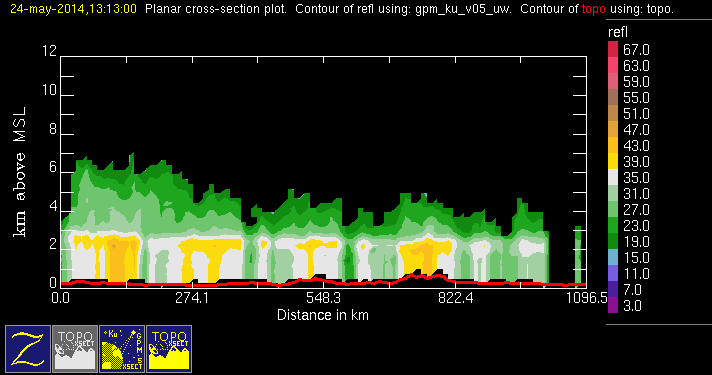 24-may-2014,13:13:00 Planar cross-section plot. Contour of refl using: gpm_ku_v05_uw. Contour of topo using: topo.
refl
67.0
63.0
59.0
55.0
51.0
47.0
43.0
39.0
35.0
31.0
27.0
23.0
19.0
15.0
11.0
7.0
3.0
km above MSL
12
10
8
6
4
2
0
0.0 274.1 548.3 822.4 1096.5
Distance in km
Z
TOPO
XSECT
"Ku"
GPM
XSECT
TOPO
XSECT